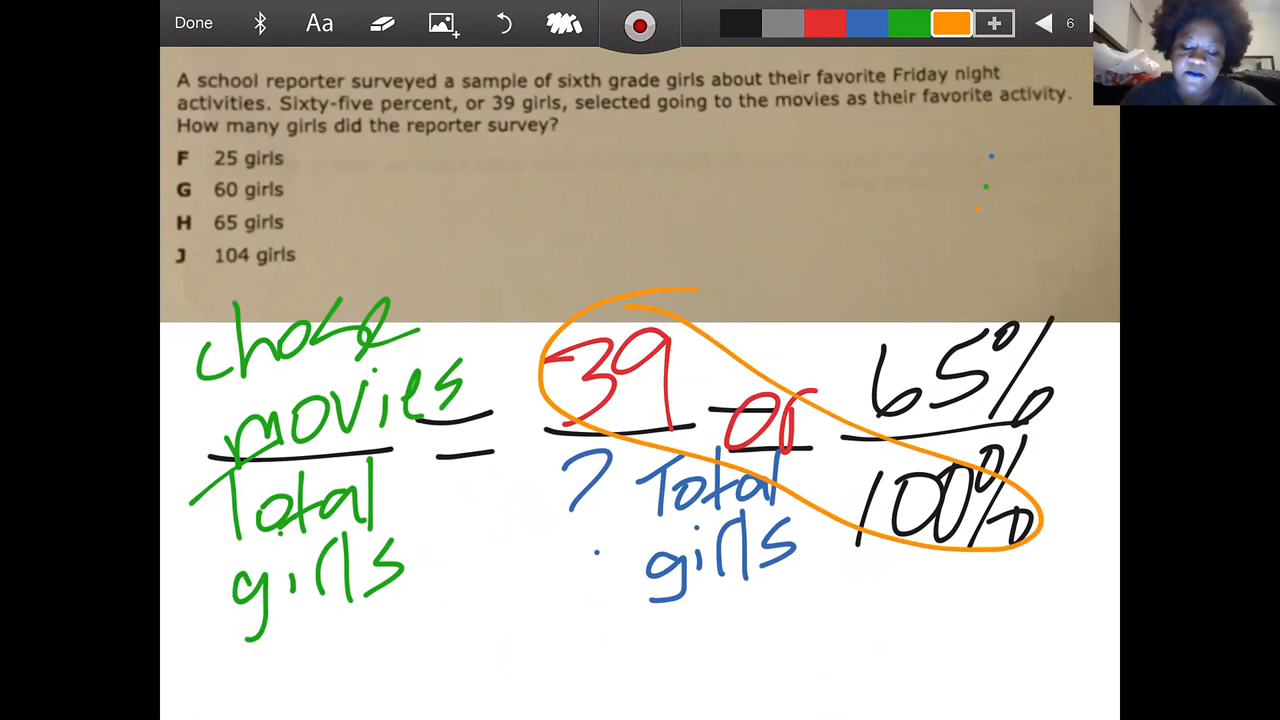 Done
Aa
6
A school reporter surveyed a sample of sixth grade girls about their favorite Friday night
activities. Sixty-five percent, or 39 girls, selected going to the movies as their favorite activity.
How many girls did the reporter survey?
F 25 girls
G 60 girls
H 65 girls
J 104 girls
chose
movies
Total
girls
=
39
? Total
girls
=
or
65%
100%